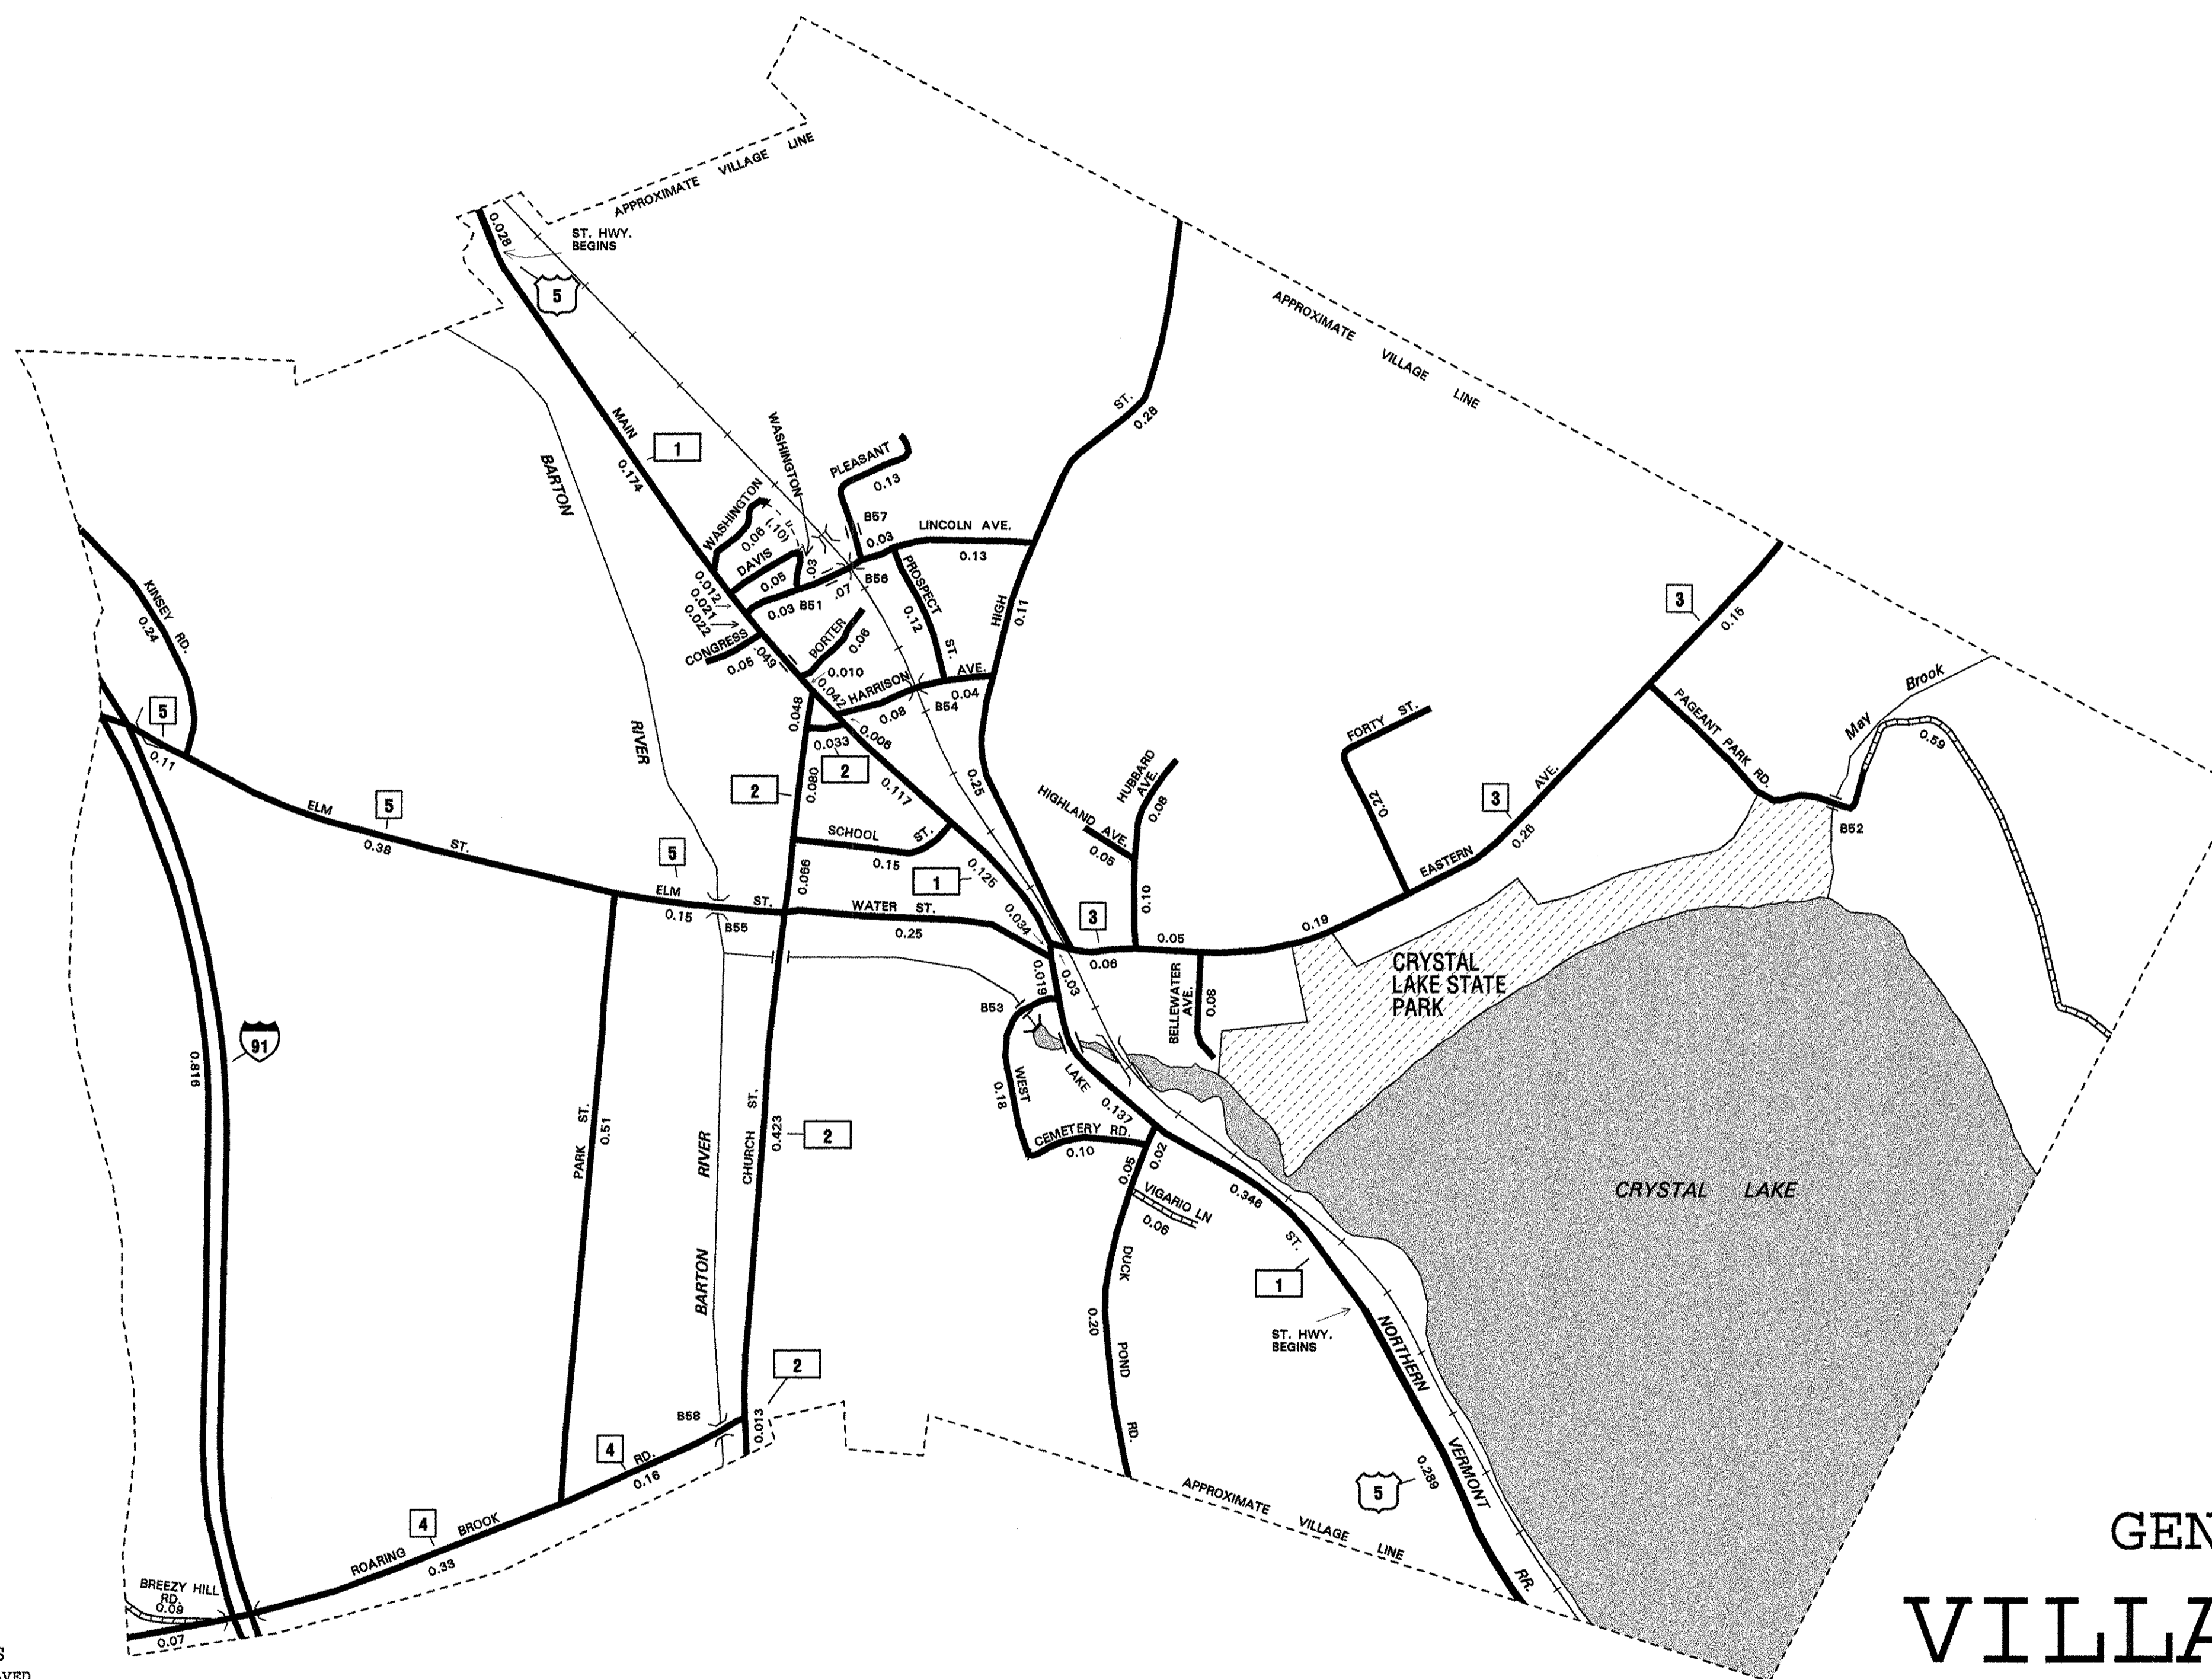 APPROXIMATE VILLAGE LINE
0.028
ST. HWY.
BEGINS
5
APPROXIMATE VILLAGE LINE
MAIN
1
0.174
BARTON
RIVER
WASHINGTON
WASHINGTON
PLEASANT
0.13
ST.
0.28
B57
0.03
LINCOLN AVE.
0.13
0.06
(.10)
DAVIS
0.05
.03
B56
.07
0.03
B51
0.012
0.021
0.022
CONGRESS
0.05
.049
PORTER
0.06
0.010
PROSPECT
ST.
0.12
HIGH
0.11
0.042
HARRISON
AVE.
0.08
0.04
B54
0.048
0.006
0.033
2
2
0.080
0.117
0.25
KINSEY RD.
0.24
5
0.11
ELM
ST.
5
0.38
5
ELM
ST.
0.15
B55
SCHOOL ST.
0.15
0.066
1
0.125
WATER ST.
0.25
0.034
HIGHLAND AVE.
0.05
HUBBARD
AVE.
0.08
0.10
FORTY ST.
0.22
3
0.15
PAGEANT PARK RD.
May Brook
0.59
B52
3
EASTERN
AVE.
0.26
3
0.06
0.05
0.19
BELLEWATER
AVE.
0.08
CRYSTAL
LAKE STATE
PARK
0.019
0.03
B53
WEST
0.18
LAKE
ST.
0.137
CEMETERY RD.
0.10
0.02
0.05
VIGARIO LN
0.06
0.346
1
ST. HWY.
BEGINS
DUCK
POND
RD.
0.20
CRYSTAL LAKE
NORTHERN
VERMONT
RR.
5
0.289
91
0.816
PARK ST.
0.51
BARTON
RIVER
CHURCH ST.
0.423
2
2
0.013
B58
4
RD.
0.16
4
BROOK
ROARING
0.33
BREEZY HILL
RD.
0.09
0.07
APPROXIMATE VILLAGE LINE
GEN
VILLA
S
AVED